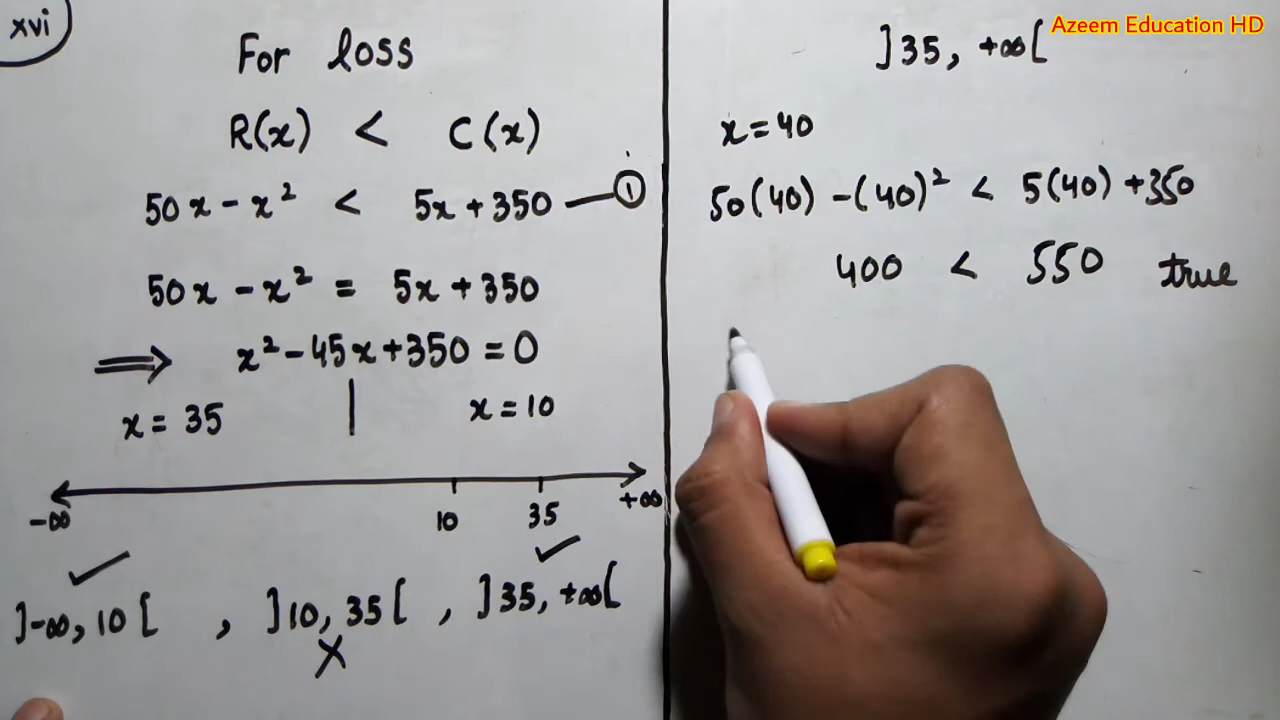 xvi
For loss
R(x) < C(x)
50x - x² < 5x + 350 — ①
50x - x² = 5x + 350
⟹ x² - 45x + 350 = 0
x = 35 | x = 10
-∞ 10 35 +∞
]-∞, 10[ , ]10, 35[ , ]35, +∞[
Azeem Education HD
]35, +∞[
x = 40
50(40) - (40)² < 5(40) + 350
400 < 550 true